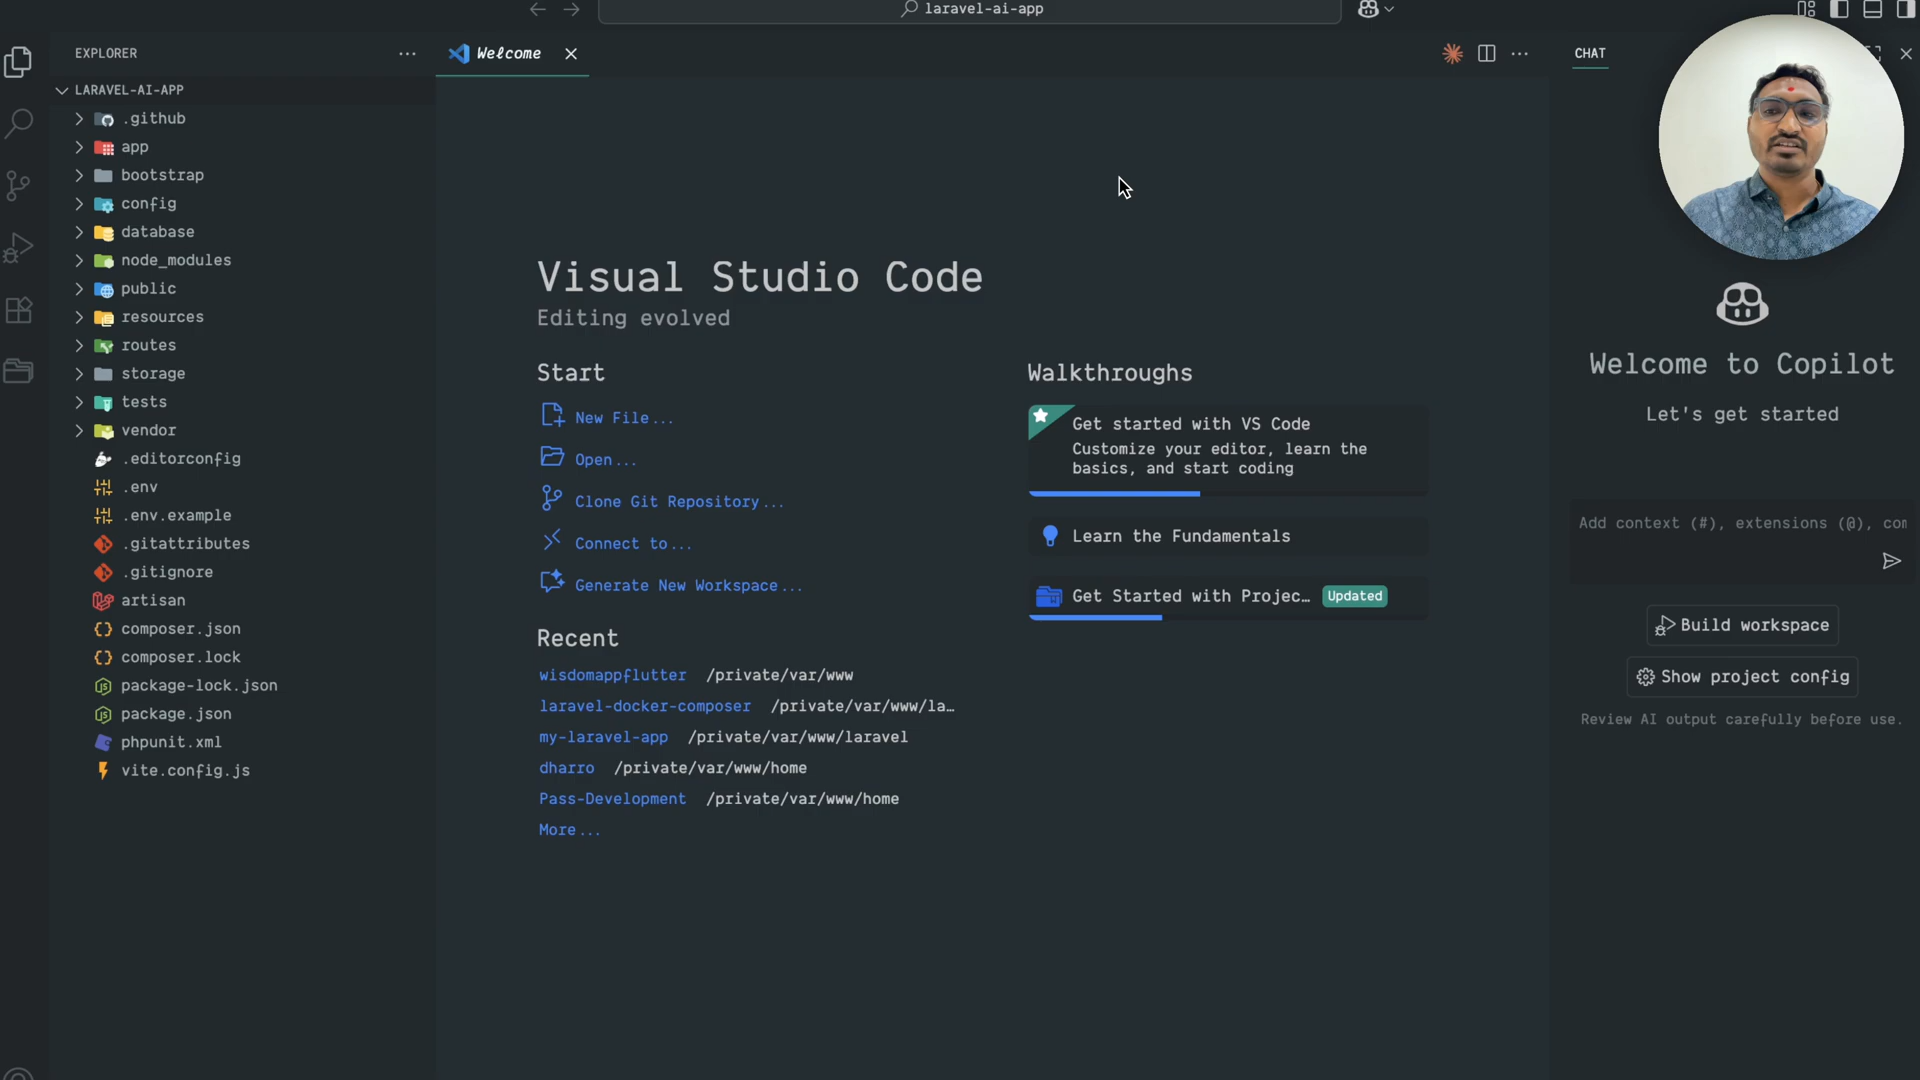 laravel-ai-app
EXPLORER
LARAVEL-AI-APP
.github
app
bootstrap
config
database
node_modules
public
resources
routes
storage
tests
vendor
.editorconfig
.env
.env.example
.gitattributes
.gitignore
artisan
composer.json
composer.lock
package-lock.json
package.json
phpunit.xml
vite.config.js
Welcome
Visual Studio Code
Editing evolved
Start
New File...
Open...
Clone Git Repository...
Connect to...
Generate New Workspace...
Recent
wisdomappflutter /private/var/www
laravel-docker-composer /private/var/www/la…
my-laravel-app /private/var/www/laravel
dharro /private/var/www/home
Pass-Development /private/var/www/home
More...
Walkthroughs
Get started with VS Code
Customize your editor, learn the
basics, and start coding
Learn the Fundamentals
Get Started with Projec… Updated
CHAT
Welcome to Copilot
Let's get started
Add context (#), extensions (@), com
Build workspace
Show project config
Review AI output carefully before use.